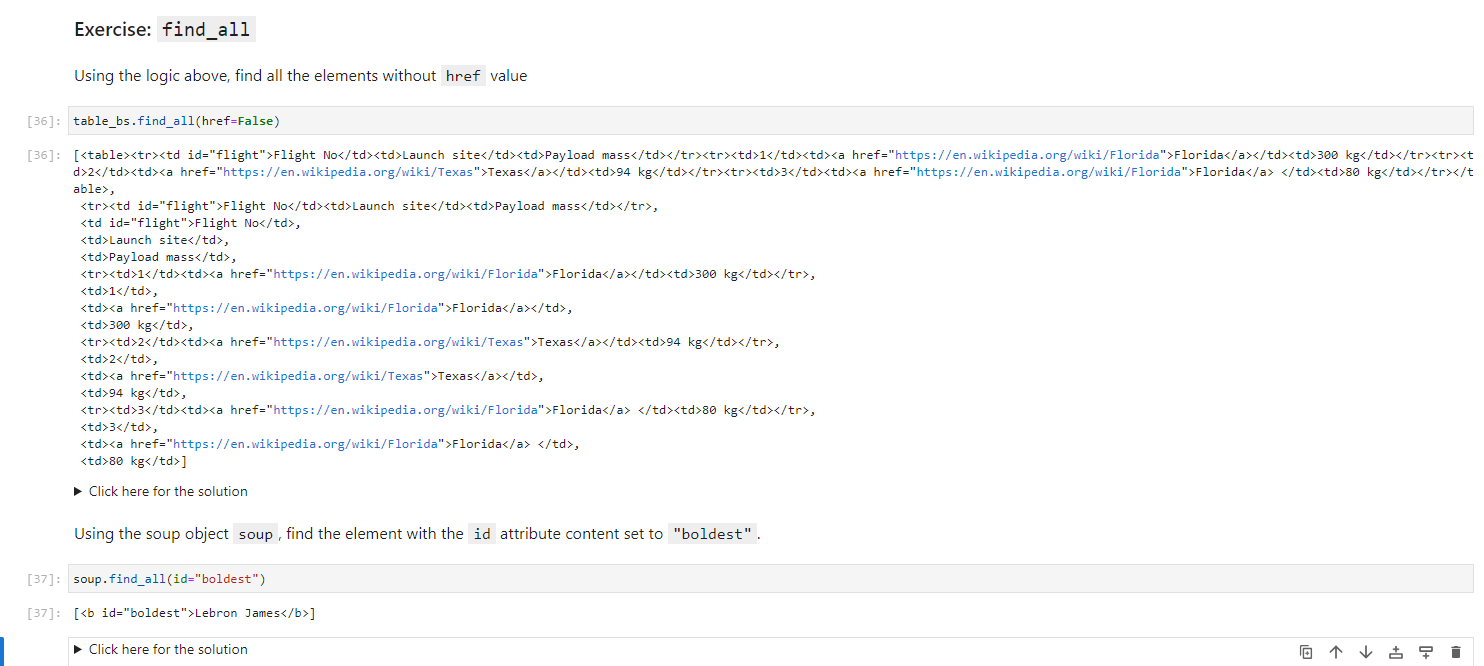 Exercise: find_all
Using the logic above, find all the elements without href value
[36]: table_bs.find_all(href=False)
[36]: [<table><tr><td id="flight">Flight No</td><td>Launch site</td><td>Payload mass</td></tr><tr><td>1</td><td><a href="https://en.wikipedia.org/wiki/Florida">Florida</a></td><td>300 kg</td></tr><tr><t
d>2</td><td><a href="https://en.wikipedia.org/wiki/Texas">Texas</a></td><td>94 kg</td></tr><tr><td>3</td><td><a href="https://en.wikipedia.org/wiki/Florida">Florida</a> </td><td>80 kg</td></tr></t
able>,
<tr><td id="flight">Flight No</td><td>Launch site</td><td>Payload mass</td></tr>,
<td id="flight">Flight No</td>,
<td>Launch site</td>,
<td>Payload mass</td>,
<tr><td>1</td><td><a href="https://en.wikipedia.org/wiki/Florida">Florida</a></td><td>300 kg</td></tr>,
<td>1</td>,
<td><a href="https://en.wikipedia.org/wiki/Florida">Florida</a></td>,
<td>300 kg</td>,
<tr><td>2</td><td><a href="https://en.wikipedia.org/wiki/Texas">Texas</a></td><td>94 kg</td></tr>,
<td>2</td>,
<td><a href="https://en.wikipedia.org/wiki/Texas">Texas</a></td>,
<td>94 kg</td>,
<tr><td>3</td><td><a href="https://en.wikipedia.org/wiki/Florida">Florida</a> </td><td>80 kg</td></tr>,
<td>3</td>,
<td><a href="https://en.wikipedia.org/wiki/Florida">Florida</a> </td>,
<td>80 kg</td>]
Click here for the solution
Using the soup object soup, find the element with the id attribute content set to "boldest".
[37]: soup.find_all(id="boldest")
[37]: [<b id="boldest">Lebron James</b>]
Click here for the solution